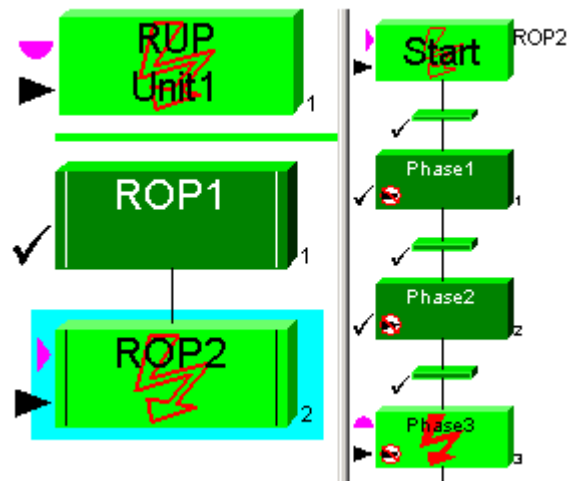 RUP
Unit1
1
ROP1
1
ROP2
2
Start
ROP2
Phase1
1
Phase2
2
Phase3
3